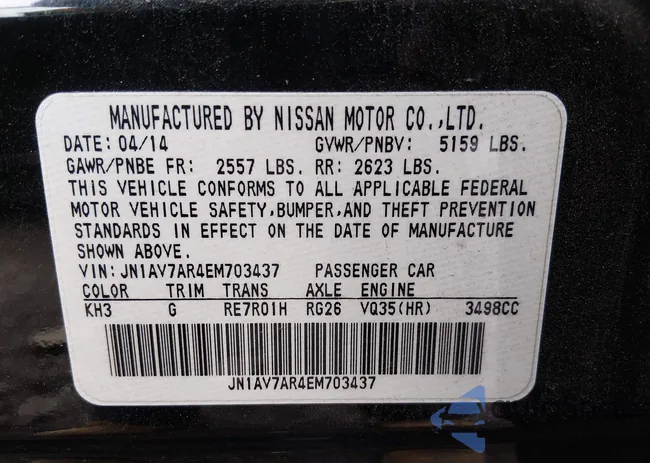 MANUFACTURED BY NISSAN MOTOR CO.,LTD.
DATE: 04/14 GVWR/PNBV: 5159 LBS.
GAWR/PNBE FR: 2557 LBS. RR: 2623 LBS.
THIS VEHICLE CONFORMS TO ALL APPLICABLE FEDERAL
MOTOR VEHICLE SAFETY,BUMPER,AND THEFT PREVENTION
STANDARDS IN EFFECT ON THE DATE OF MANUFACTURE
SHOWN ABOVE.
VIN: JN1AV7AR4EM703437 PASSENGER CAR
COLOR TRIM TRANS AXLE ENGINE
KH3 G RE7R01H RG26 VQ35(HR) 3498CC
JN1AV7AR4EM703437